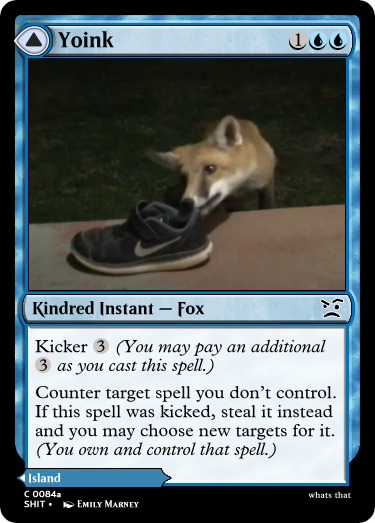 Yoink 1
Kindred Instant — Fox
Kicker 3 (You may pay an additional
3 as you cast this spell.)
Counter target spell you don't control.
If this spell was kicked, steal it instead
and you may choose new targets for it.
(You own and control that spell.)
Island
C 0084a
whats that
SHIT • EMILY MARNEY